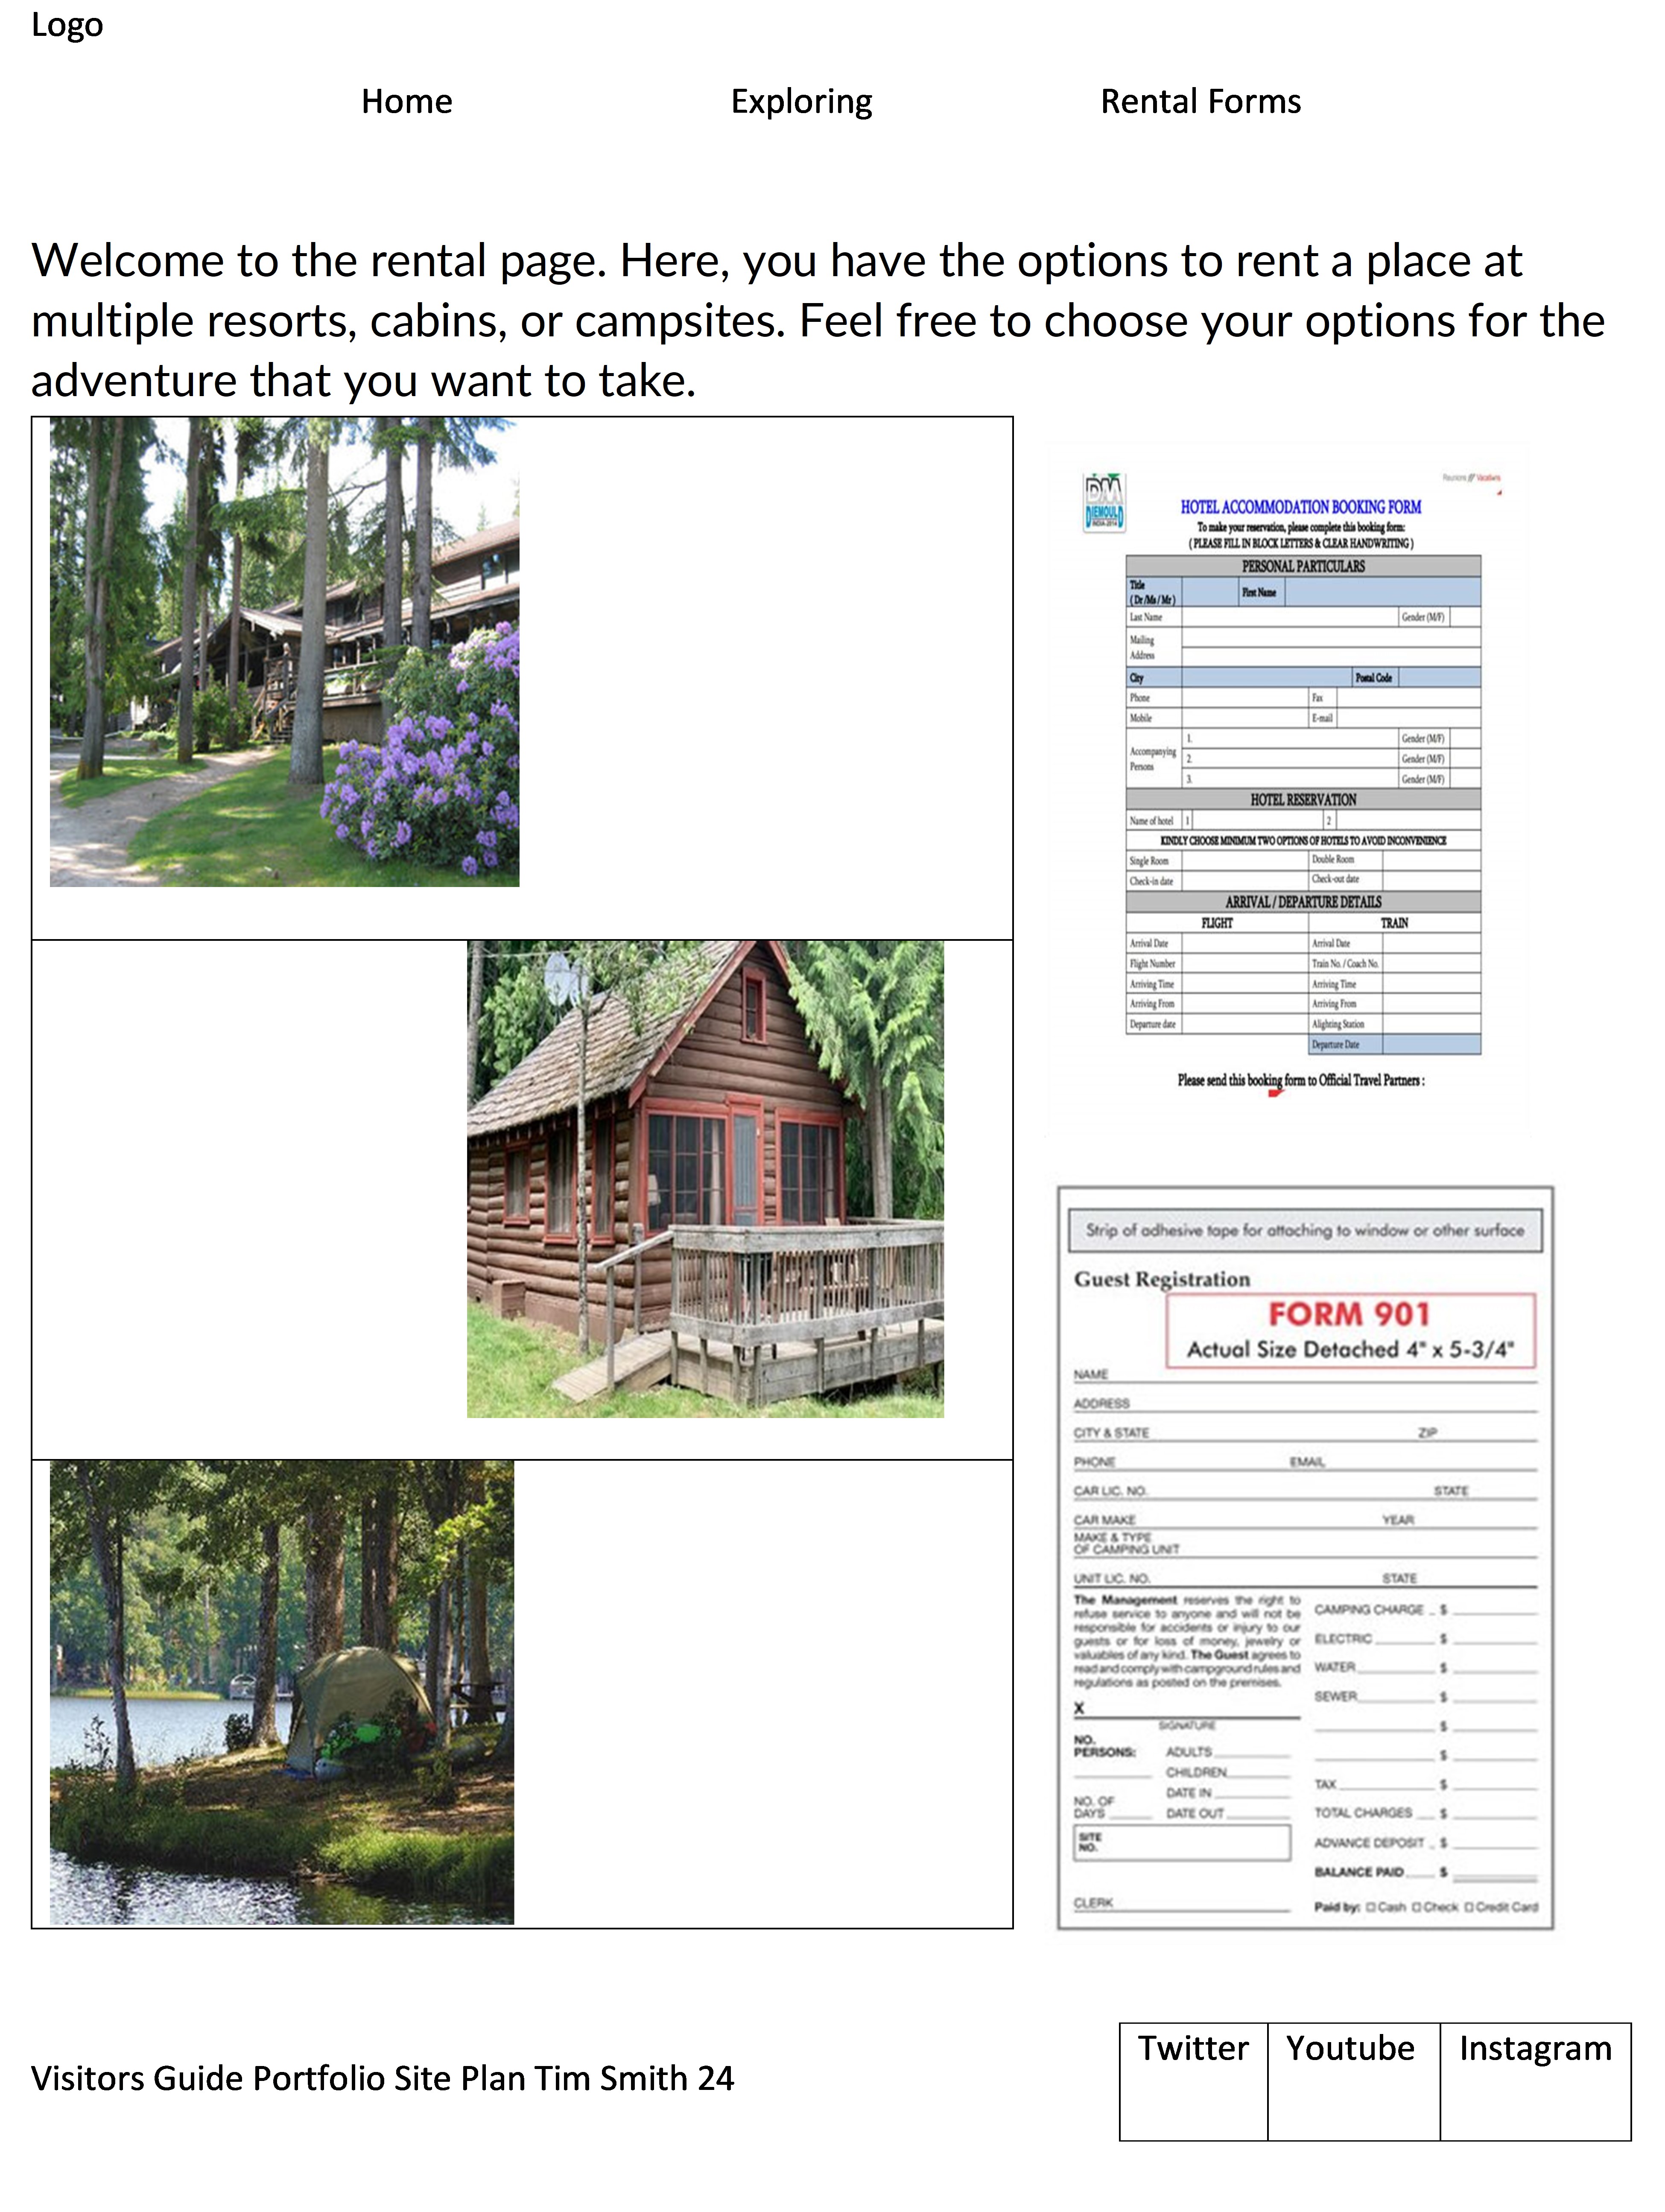 Logo
Home Exploring Rental Forms
Welcome to the rental page. Here, you have the options to rent a place at
multiple resorts, cabins, or campsites. Feel free to choose your options for the
adventure that you want to take.
DM
DIEMOULD
INDIA-2014
HOTEL ACCOMMODATION BOOKING FORM
To make your reservation, please complete this booking form:
( PLEASE FILL IN BLOCK LETTERS & CLEAR HANDWRITING )
PERSONAL PARTICULARS
Title
( Dr /Ms / Mr ) First Name
Last Name Gender (M/F)
Mailing
Address
City Postal Code
Phone Fax
Mobile E-mail
Accompanying
Persons
1. Gender (M/F)
2. Gender (M/F)
3. Gender (M/F)
HOTEL RESERVATION
Name of hotel 1 2
KINDLY CHOOSE MINIMUM TWO OPTIONS OF HOTELS TO AVOID INCONVENIENCE
Single Room Double Room
Check-in date Check-out date
ARRIVAL / DEPARTURE DETAILS
FLIGHT TRAIN
Arrival Date Arrival Date
Flight Number Train No. / Coach No.
Arriving Time Arriving Time
Arriving From Arriving From
Departure date Alighting Station
Departure Date
Please send this booking form to Official Travel Partners :
Strip of adhesive tape for attaching to window or other surface
Guest Registration
FORM 901
Actual Size Detached 4" x 5-3/4"
NAME
ADDRESS
CITY & STATE ZIP
PHONE EMAIL
CAR LIC. NO. STATE
CAR MAKE YEAR
MAKE & TYPE
OF CAMPING UNIT
UNIT LIC. NO. STATE
The Management reserves the right to
refuse service to anyone and will not be
responsible for accidents or injury to our
guests or for loss of money, jewelry or
valuables of any kind. The Guest agrees to
read and comply with campground rules and
regulations as posted on the premises.
X
SIGNATURE
NO.
PERSONS: ADULTS
CHILDREN
DATE IN
NO. OF
DAYS DATE OUT
SITE
NO.
CLERK
CAMPING CHARGE $
ELECTRIC $
WATER $
SEWER $
$
$
TAX $
TOTAL CHARGES $
ADVANCE DEPOSIT $
BALANCE PAID $
Paid by: Cash Check Credit Card
Visitors Guide Portfolio Site Plan Tim Smith 24
Twitter Youtube Instagram